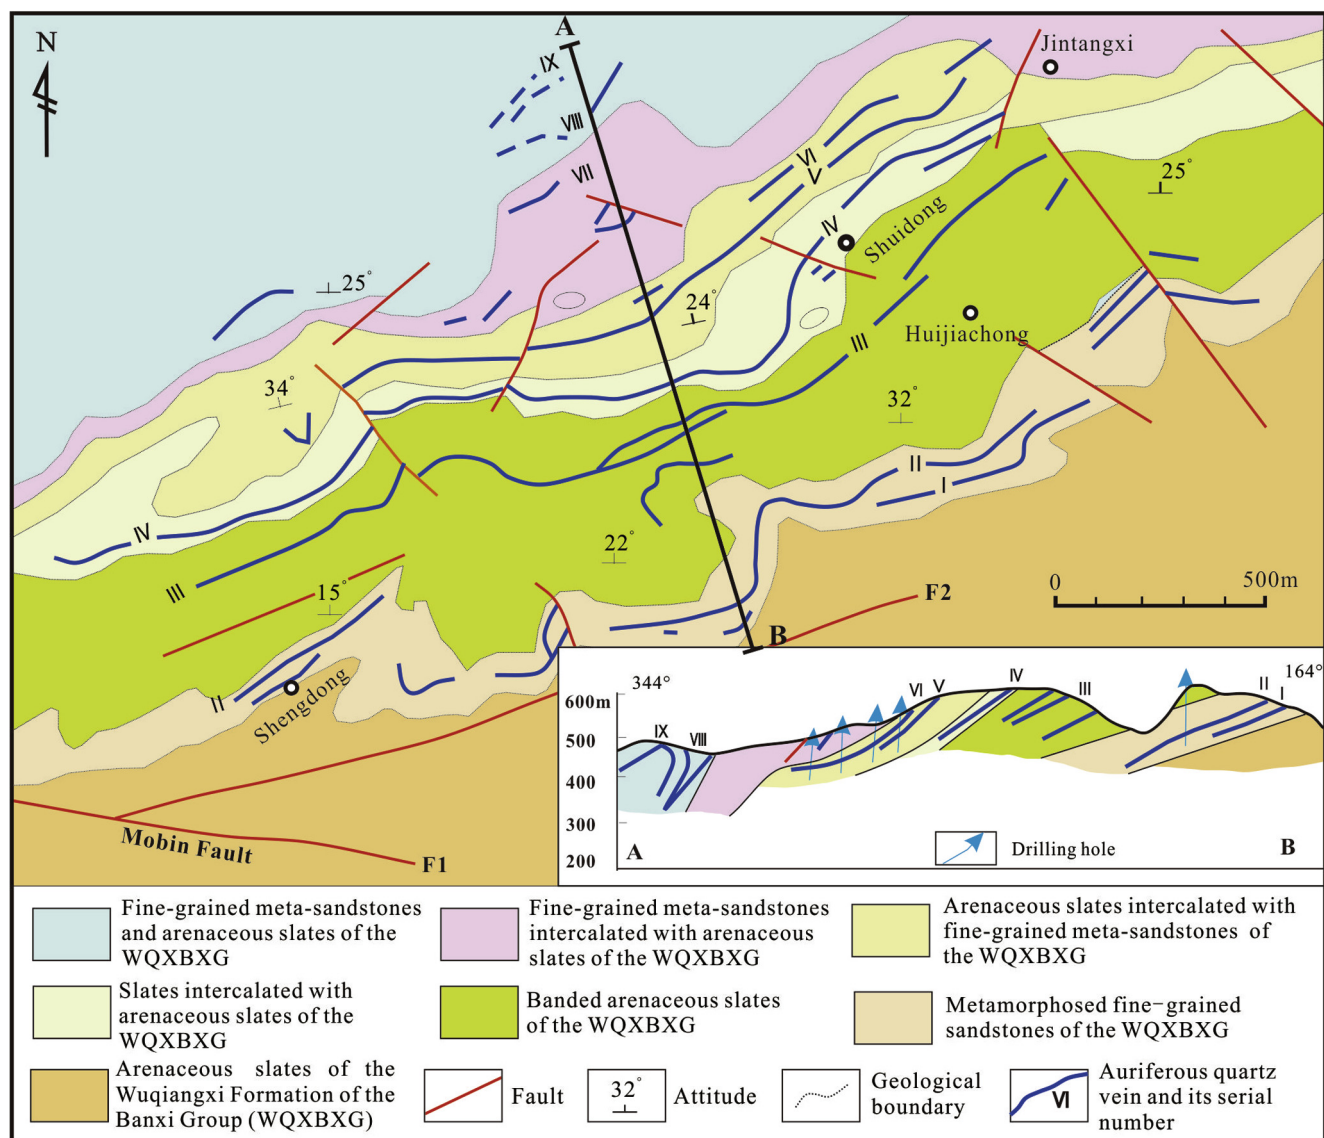 N
A
IX
VIII
VII
Jintangxi
VI
V
25°
IV
Shuidong
25°
24°
Huijiachong
III
34°
32°
II
I
IV
22°
III
15°
0 500m
F2
B
II
Shengdong
Mobin Fault
F1
344°
164°
600m
500
400
300
200
IX
VIII
VI
V
IV
III
II
I
A
B
Drilling hole
Fine-grained meta-sandstones
and arenaceous slates of the
WQXBXG
Fine-grained meta-sandstones
intercalated with arenaceous
slates of the WQXBXG
Arenaceous slates intercalated with
fine-grained meta-sandstones of
the WQXBXG
Slates intercalated with
arenaceous slates of the
WQXBXG
Banded arenaceous slates
of the WQXBXG
Metamorphosed fine-grained
sandstones of the WQXBXG
Arenaceous slates of the
Wuqiangxi Formation of the
Banxi Group (WQXBXG)
Fault
32°
Attitude
Geological
boundary
VI
Auriferous quartz
vein and its serial
number